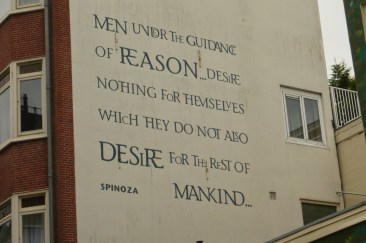 MEN UNDER THE GUIDANCE
OF REASON... DESIRE
NOTHING FOR THEMSELVES
WHICH THEY DO NOT ALSO
DESIRE FOR THE REST OF
SPINOZA MANKIND...